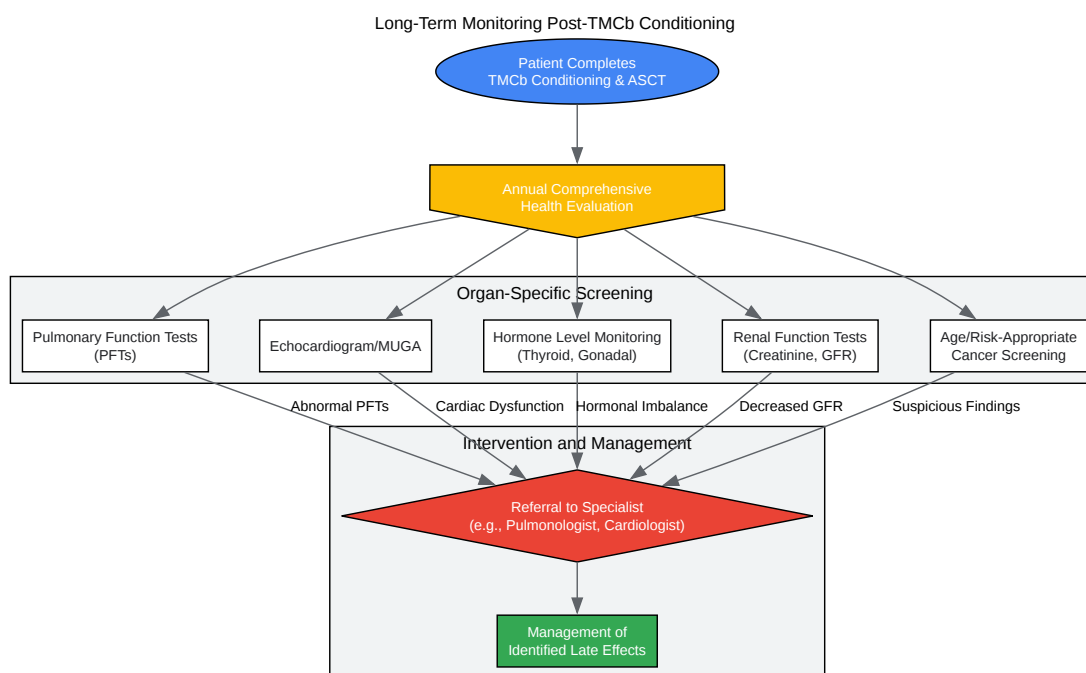 Long-Term Monitoring Post-TMCb Conditioning
Patient Completes
TMCb Conditioning & ASCT
Annual Comprehensive
Health Evaluation
Organ-Specific Screening
Pulmonary Function Tests
(PFTs)
Echocardiogram/MUGA
Hormone Level Monitoring
(Thyroid, Gonadal)
Renal Function Tests
(Creatinine, GFR)
Age/Risk-Appropriate
Cancer Screening
Abnormal PFTs
Cardiac Dysfunction
Hormonal Imbalance
Decreased GFR
Suspicious Findings
Intervention and Management
Referral to Specialist
(e.g., Pulmonologist, Cardiologist)
Management of
Identified Late Effects